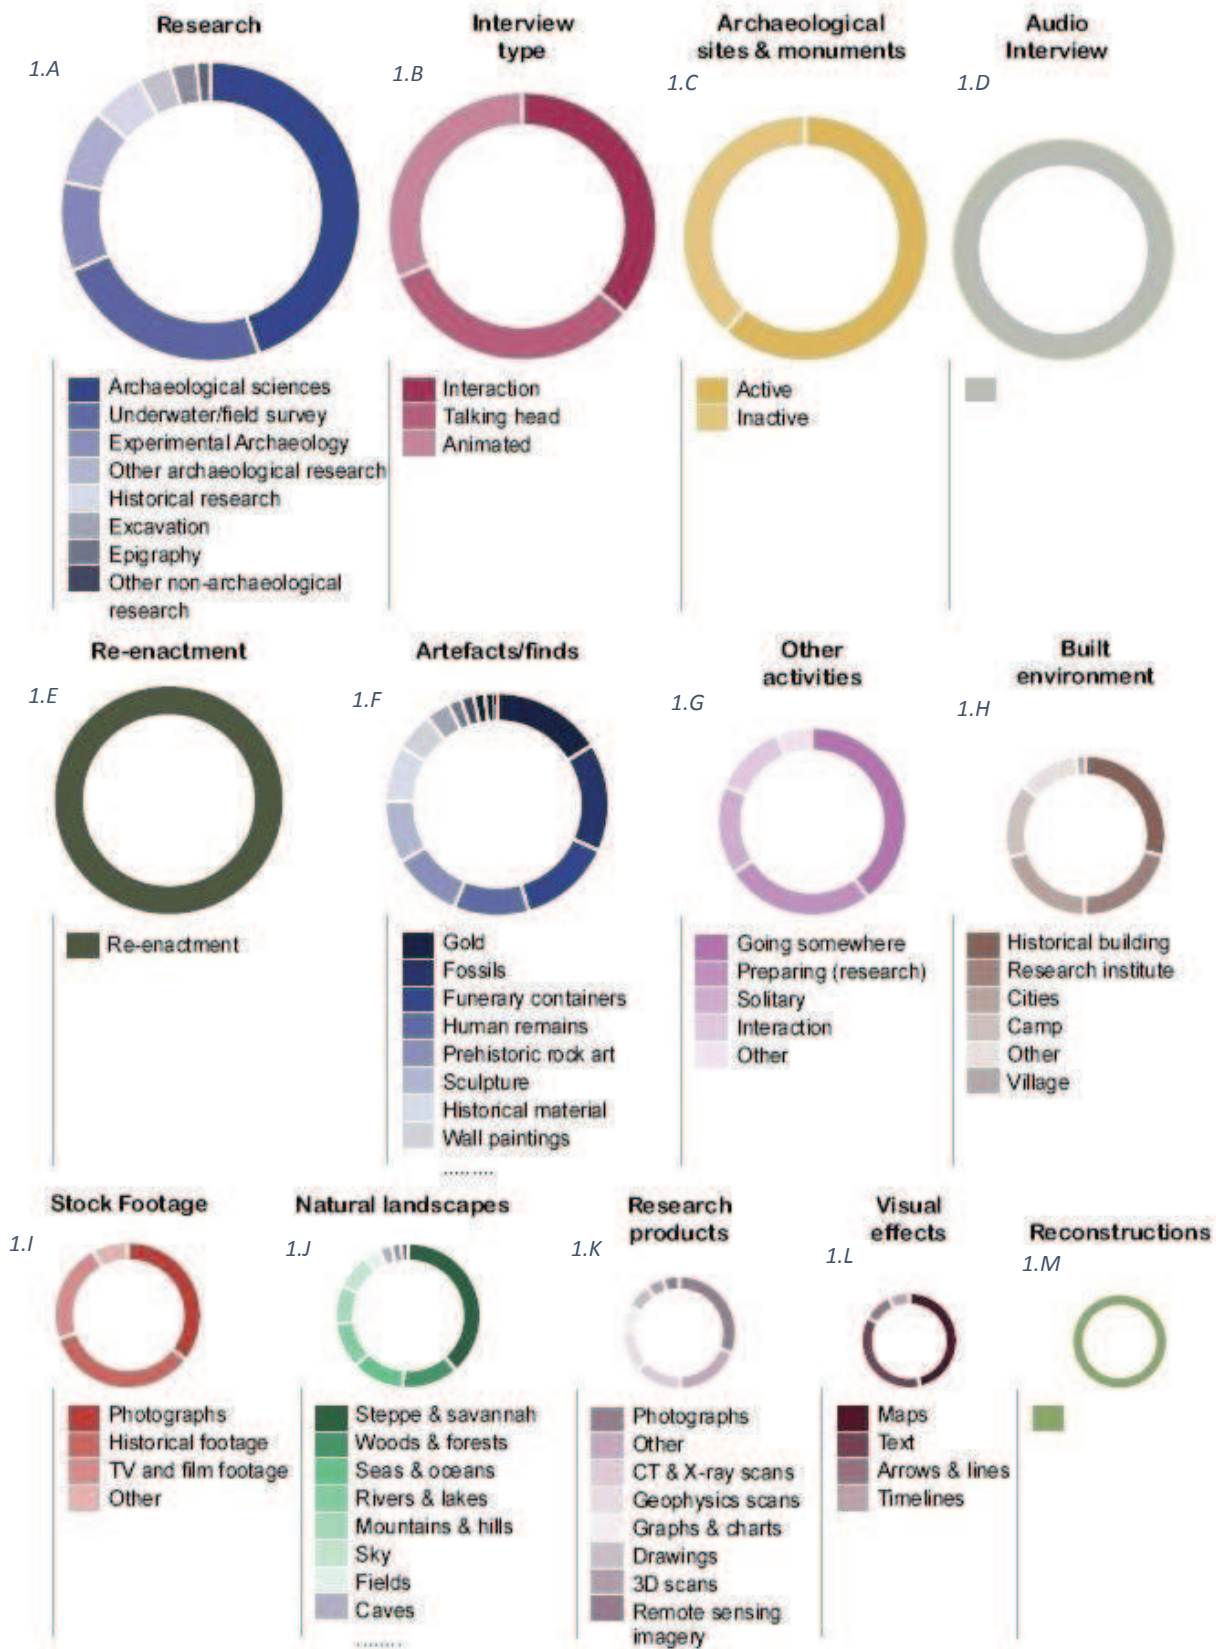 Research
1.A
Archaeological sciences
Underwater/field survey
Experimental Archaeology
Other archaeological research
Historical research
Excavation
Epigraphy
Other non-archaeological
research
Interview
type
1.B
Interaction
Talking head
Animated
Archaeological
sites & monuments
1.C
Active
Inactive
Audio
Interview
1.D
Re-enactment
1.E
Re-enactment
Artefacts/finds
1.F
Gold
Fossils
Funerary containers
Human remains
Prehistoric rock art
Sculpture
Historical material
Wall paintings
.........
Other
activities
1.G
Going somewhere
Preparing (research)
Solitary
Interaction
Other
Built
environment
1.H
Historical building
Research institute
Cities
Camp
Other
Village
Stock Footage
1.I
Photographs
Historical footage
TV and film footage
Other
Natural landscapes
1.J
Steppe & savannah
Woods & forests
Seas & oceans
Rivers & lakes
Mountains & hills
Sky
Fields
Caves
........
Research
products
1.K
Photographs
Other
CT & X-ray scans
Geophysics scans
Graphs & charts
Drawings
3D scans
Remote sensing
imagery
Visual
effects
1.L
Maps
Text
Arrows & lines
Timelines
Reconstructions
1.M